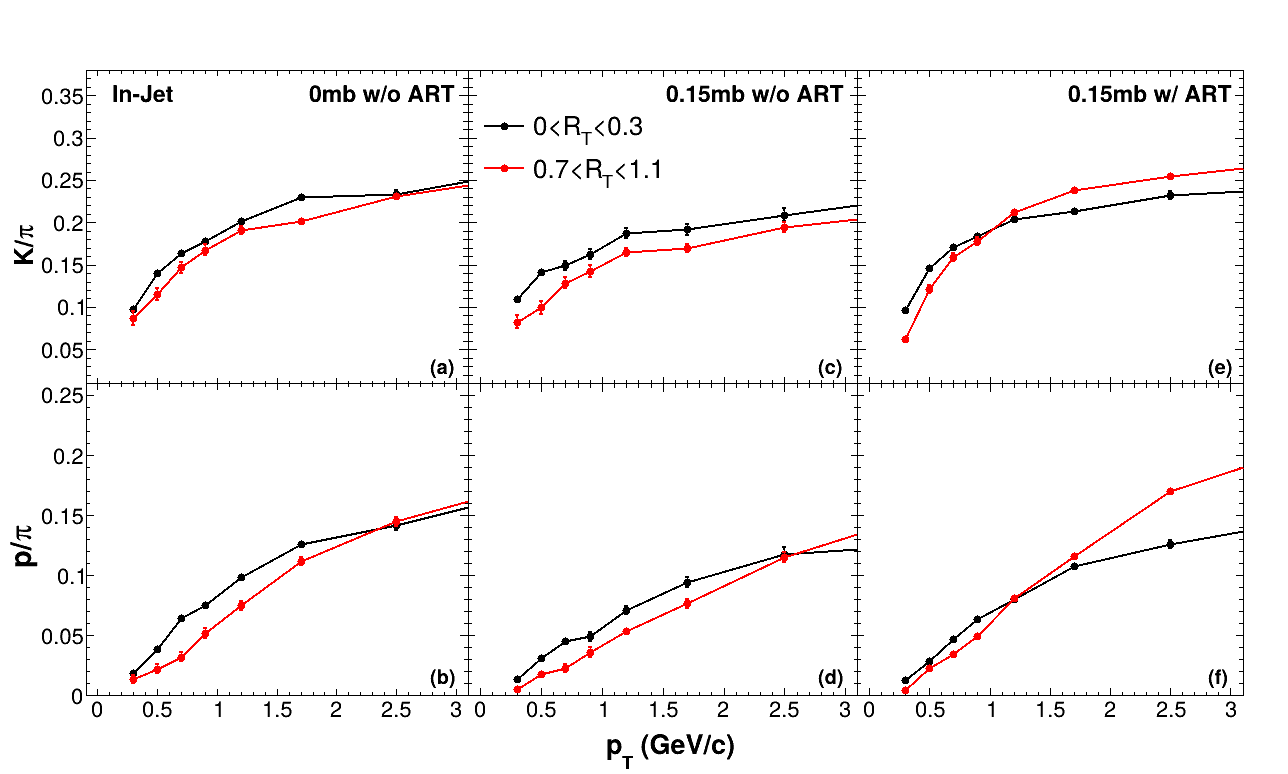 In-Jet 0mb w/o ART
0.15mb w/o ART
0.15mb w/ ART
0<R_T<0.3
0.7<R_T<1.1
K/π
0.35
0.3
0.25
0.2
0.15
0.1
0.05
(a)
(c)
(e)
p/π
0.25
0.2
0.15
0.1
0.05
0
(b)
(d)
(f)
0 0.5 1 1.5 2 2.5 3
0 0.5 1 1.5 2 2.5 3
0 0.5 1 1.5 2 2.5 3
p_T (GeV/c)